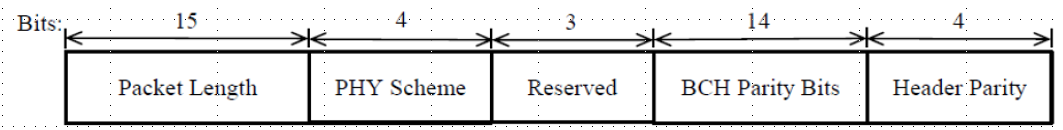 Bits: 15 4 3 14 4
Packet Length PHY Scheme Reserved BCH Parity Bits Header Parity